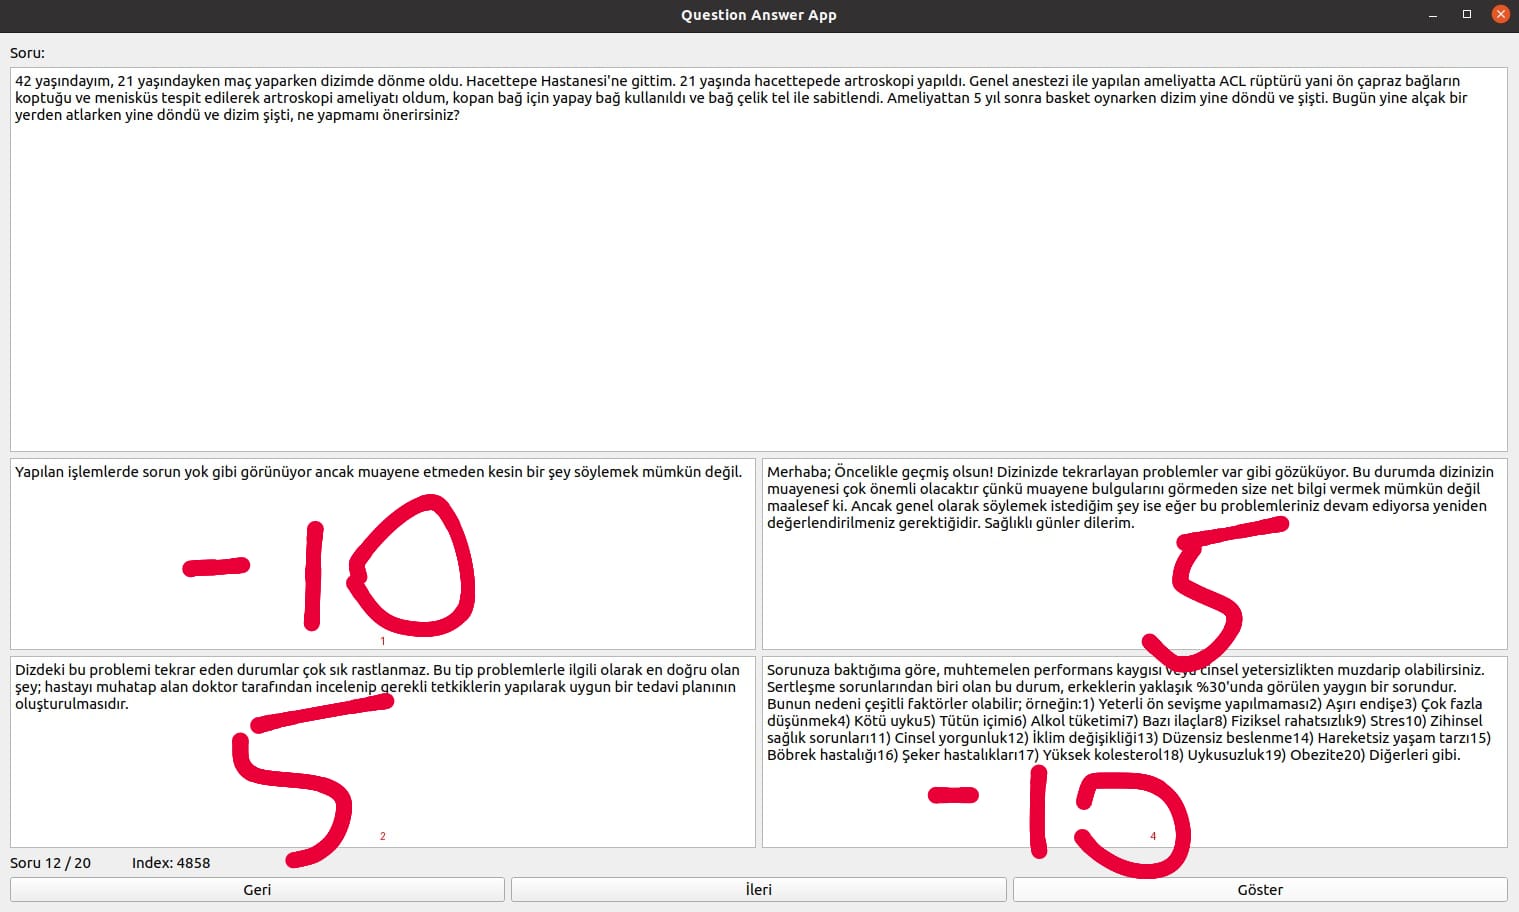 Question Answer App
Soru:
42 yaşındayım, 21 yaşındayken maç yaparken dizimde dönme oldu. Hacettepe Hastanesi'ne gittim. 21 yaşında hacettepede artroskopi yapıldı. Genel anestezi ile yapılan ameliyatta ACL rüptürü yani ön çapraz bağların
koptuğu ve menisküs tespit edilerek artroskopi ameliyatı oldum, kopan bağ için yapay bağ kullanıldı ve bağ çelik tel ile sabitlendi. Ameliyattan 5 yıl sonra basket oynarken dizim yine döndü ve şişti. Bugün yine alçak bir
yerden atlarken yine döndü ve dizim şişti, ne yapmamı önerirsiniz?
Yapılan işlemlerde sorun yok gibi görünüyor ancak muayene etmeden kesin bir şey söylemek mümkün değil.
-10
1
Merhaba; Öncelikle geçmiş olsun! Dizinizde tekrarlayan problemler var gibi gözüküyor. Bu durumda dizinizin
muayenesi çok önemli olacaktır çünkü muayene bulgularını görmeden size net bilgi vermek mümkün değil
maalesef ki. Ancak genel olarak söylemek istediğim şey ise eğer bu problemleriniz devam ediyorsa yeniden
değerlendirilmeniz gerektiğidir. Sağlıklı günler dilerim.
5
Dizdeki bu problemi tekrar eden durumlar çok sık rastlanmaz. Bu tip problemlerle ilgili olarak en doğru olan
şey; hastayı muhatap alan doktor tarafından incelenip gerekli tetkiklerin yapılarak uygun bir tedavi planının
oluşturulmasıdır.
5
2
Sorunuza baktığıma göre, muhtemelen performans kaygısı veya cinsel yetersizlikten muzdarip olabilirsiniz.
Sertleşme sorunlarından biri olan bu durum, erkeklerin yaklaşık %30'unda görülen yaygın bir sorundur.
Bunun nedeni çeşitli faktörler olabilir; örneğin:1) Yeterli ön sevişme yapılmaması2) Aşırı endişe3) Çok fazla
düşünmek4) Kötü uyku5) Tütün içimi6) Alkol tüketimi7) Bazı ilaçlar8) Fiziksel rahatsızlık9) Stres10) Zihinsel
sağlık sorunları11) Cinsel yorgunluk12) İklim değişikliği13) Düzensiz beslenme14) Hareketsiz yaşam tarzı15)
Böbrek hastalığı16) Şeker hastalıkları17) Yüksek kolesterol18) Uykusuzluk19) Obezite20) Diğerleri gibi.
-10
4
Soru 12 / 20 Index: 4858
Geri İleri Göster